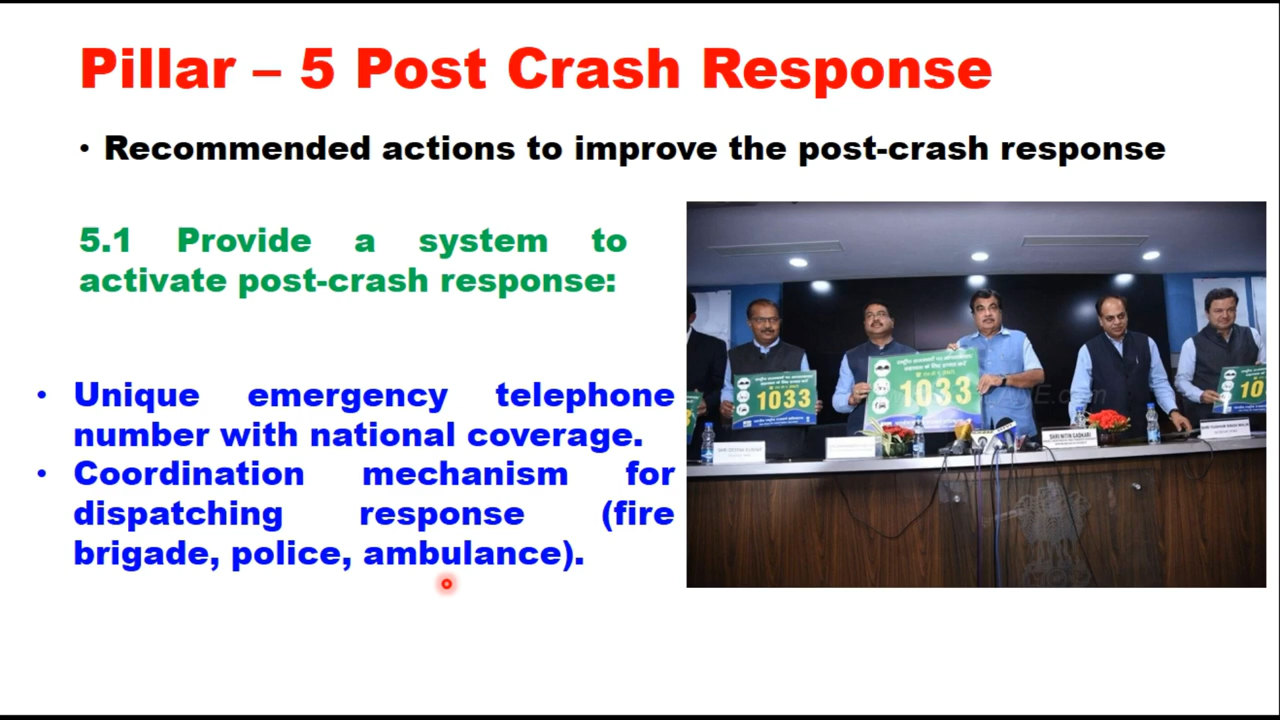 Pillar – 5 Post Crash Response
• Recommended actions to improve the post-crash response
5.1 Provide a system to
activate post-crash response:
• Unique emergency telephone
number with national coverage.
• Coordination mechanism for
dispatching response (fire
brigade, police, ambulance).
1033
1033
10
SHRI NITIN GADKARI